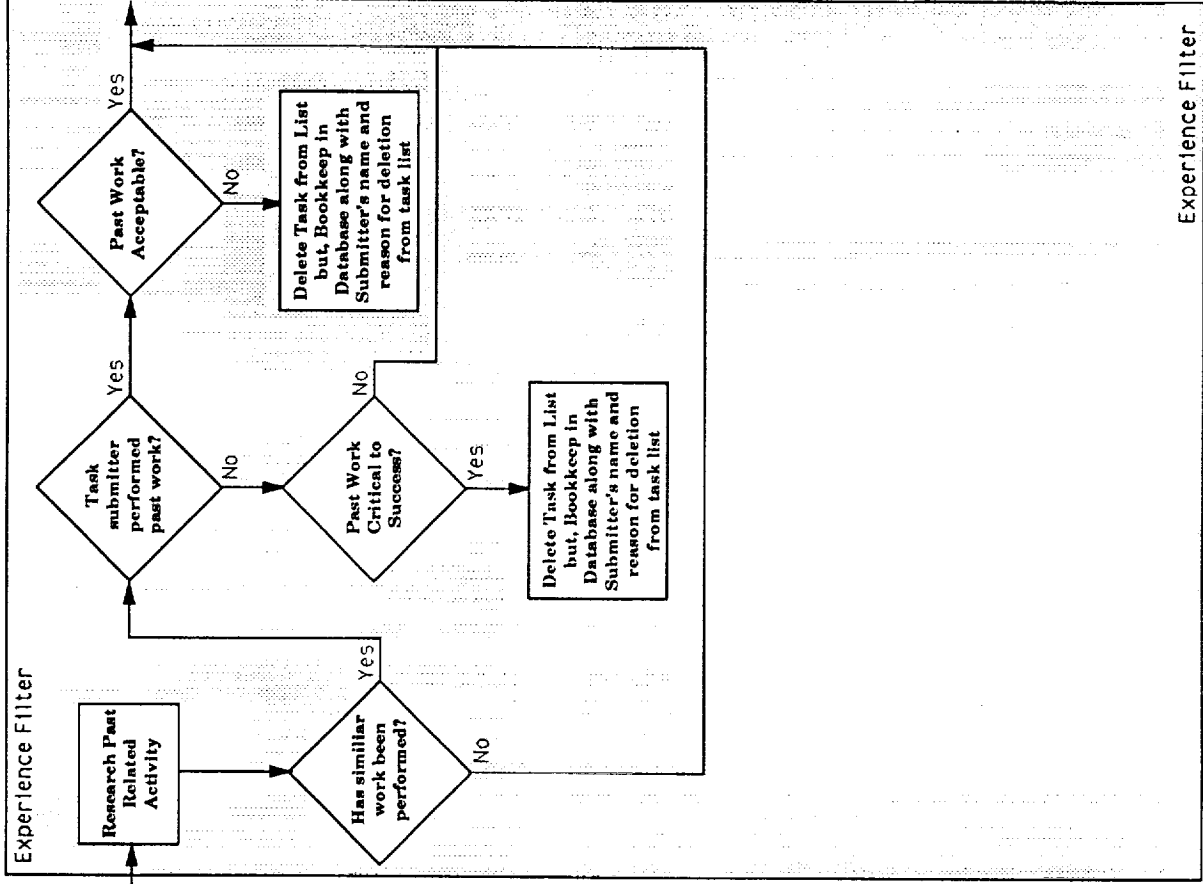 Experience Filter
Research Past
Related
Activity
Has similiar
work been
performed?
Yes
No
Task
submitter
performed
past work?
Yes
No
Past Work
Critical to
Success?
No
Yes
Delete Task from List
but, Bookkeep in
Database along with
Submitter's name and
reason for deletion
from task list
Past Work
Acceptable?
Yes
No
Delete Task from List
but, Bookkeep in
Database along with
Submitter's name and
reason for deletion
from task list
Experience Filter